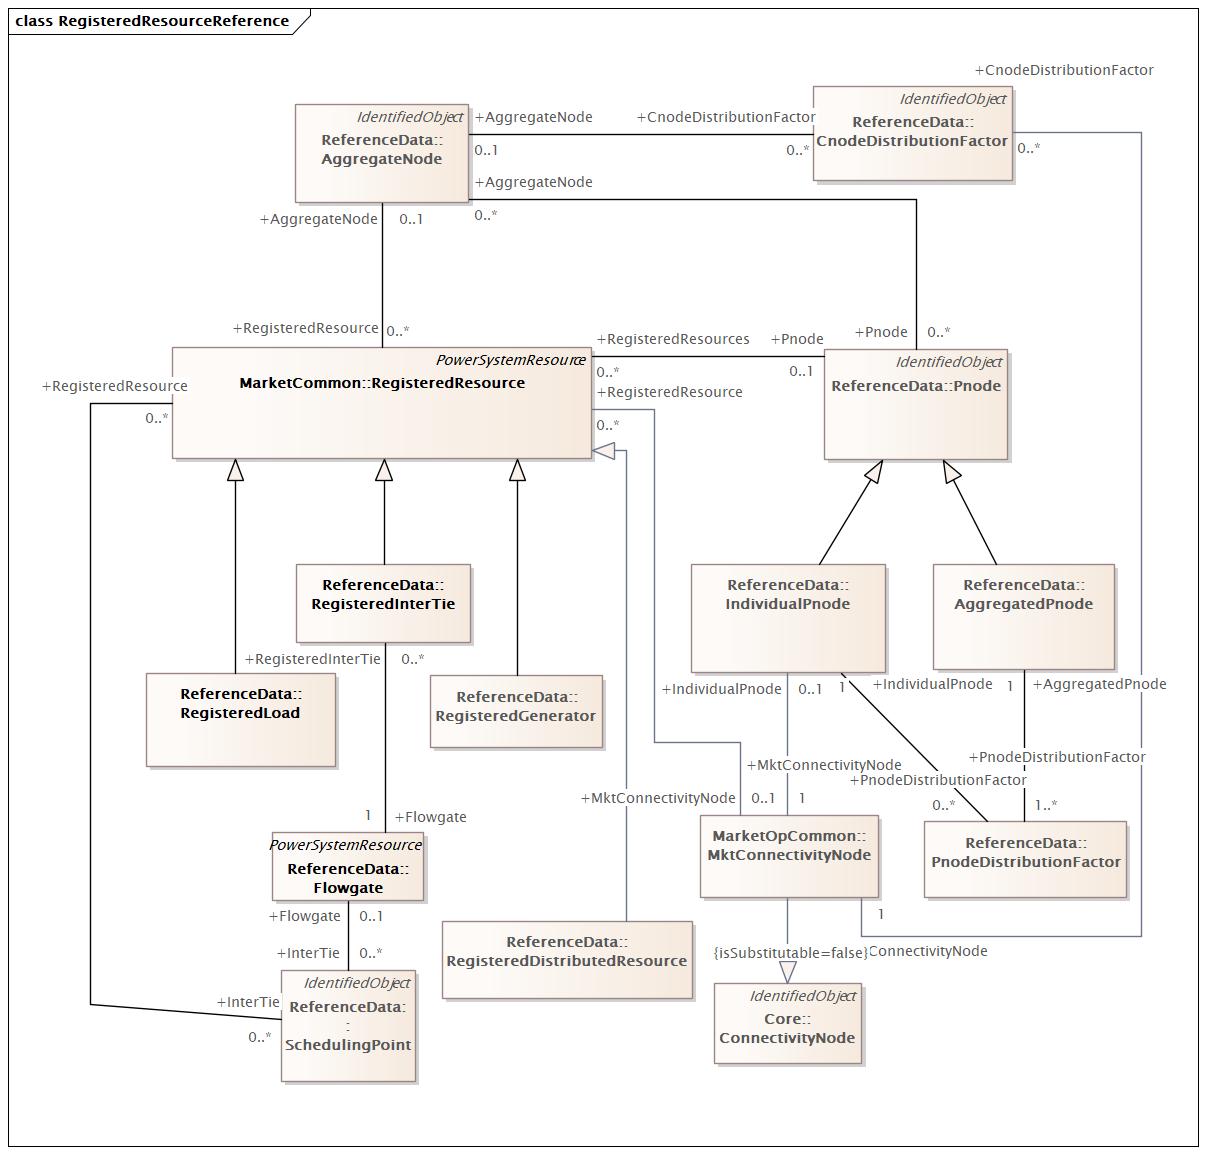 class RegisteredResourceReference
+CnodeDistributionFactor
IdentifiedObject
ReferenceData::
AggregateNode
+AggregateNode
0..1
+CnodeDistributionFactor
0..*
IdentifiedObject
ReferenceData::
CnodeDistributionFactor
0..*
+AggregateNode
0..*
+AggregateNode
0..1
+RegisteredResource
0..*
+RegisteredResources
0..*
+Pnode
0..1
+Pnode
0..*
PowerSystemResource
MarketCommon::RegisteredResource
IdentifiedObject
ReferenceData::Pnode
+RegisteredResource
0..*
+RegisteredResource
0..*
ReferenceData::
RegisteredInterTie
ReferenceData::
IndividualPnode
ReferenceData::
AggregatedPnode
+RegisteredInterTie
0..*
ReferenceData::
RegisteredLoad
ReferenceData::
RegisteredGenerator
+IndividualPnode
0..1
1
+IndividualPnode
1
+AggregatedPnode
+MktConnectivityNode
1
+PnodeDistributionFactor
1..*
+PnodeDistributionFactor
0..*
+MktConnectivityNode
0..1
1
+Flowgate
PowerSystemResource
ReferenceData::
Flowgate
MarketOpCommon::
MktConnectivityNode
ReferenceData::
PnodeDistributionFactor
+Flowgate
0..1
+InterTie
0..*
1
ReferenceData::
RegisteredDistributedResource
{isSubstitutable=false}
ConnectivityNode
IdentifiedObject
ReferenceData:
:
SchedulingPoint
+InterTie
0..*
IdentifiedObject
Core::
ConnectivityNode